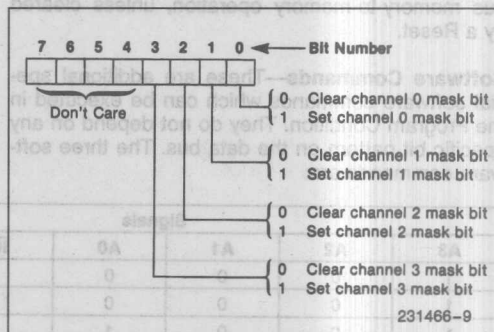 7 6 5 4 3 2 1 0 Bit Number
Don't Care
0 Clear channel 0 mask bit
1 Set channel 0 mask bit
0 Clear channel 1 mask bit
1 Set channel 1 mask bit
0 Clear channel 2 mask bit
1 Set channel 2 mask bit
0 Clear channel 3 mask bit
1 Set channel 3 mask bit
231466-9